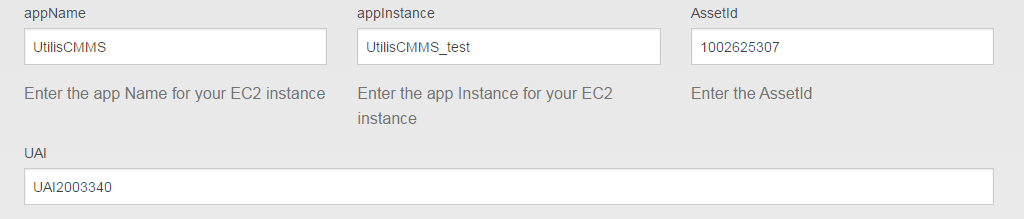 appName
appInstance
AssetId
UtilisCMMS
UtilisCMMS_test
1002625307
Enter the app Name for your EC2 instance
Enter the app Instance for your EC2
instance
Enter the AssetId
UAI
UAI2003340